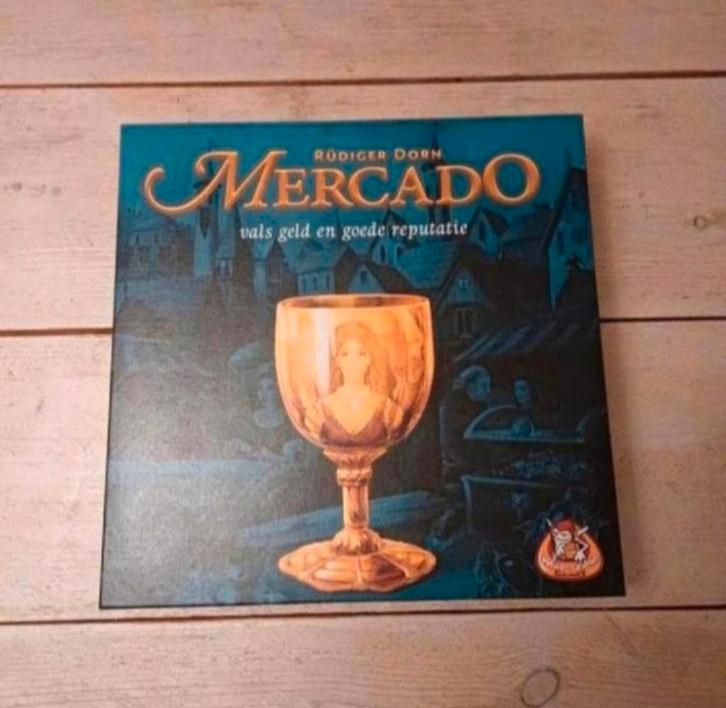 RÜDIGER DORN
MERCADO
vals geld en goede reputatie